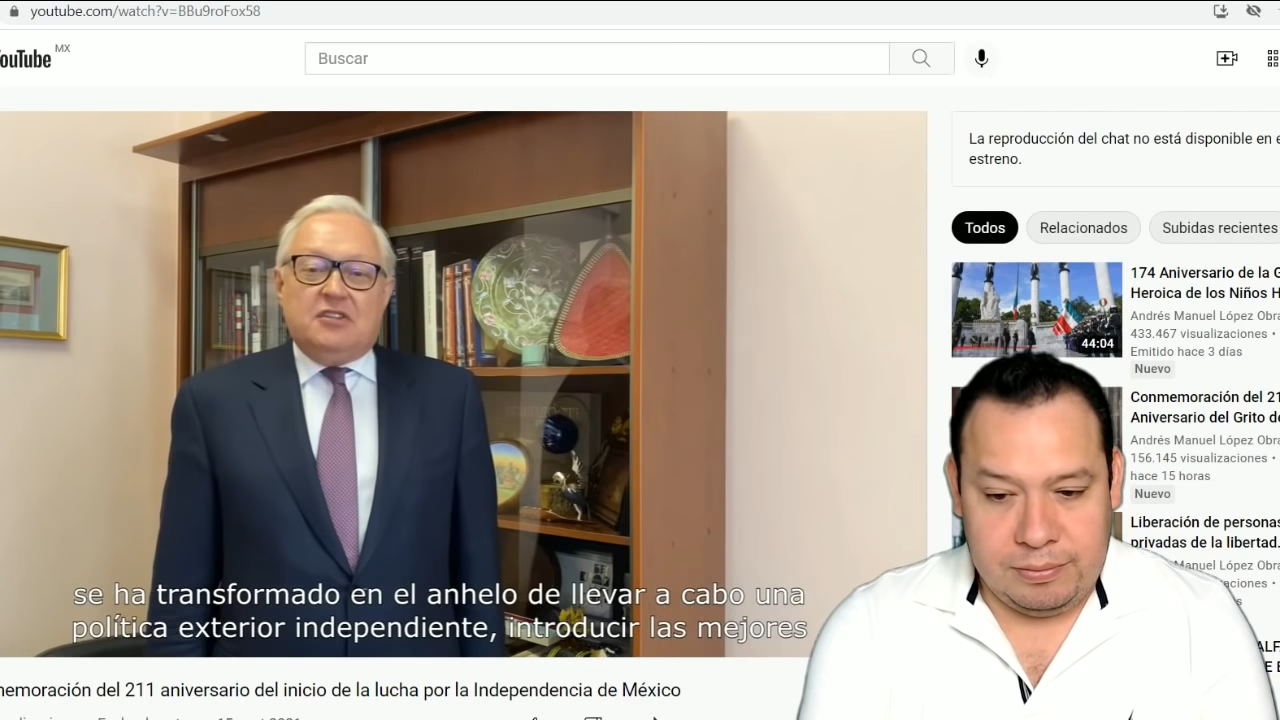 youtube.com/watch?v=BBu9roFox58
YouTube MX
Buscar
La reproducción del chat no está disponible en
estreno.
Todos
Relacionados
Subidas recientes
174 Aniversario de la
Heroica de los Niños
Andrés Manuel López
433.467 visualizaciones •
Emitido hace 3 días
Nuevo
44:04
Conmemoración del
Aniversario del Grito
Andrés Manuel López
156.145 visualizaciones •
hace 15 horas
Nuevo
Liberación de
privadas de la libertad...
se ha transformado en el anhelo de llevar a cabo una
política exterior independiente, introducir las mejores
del 211 aniversario del inicio de la lucha por la Independencia de México